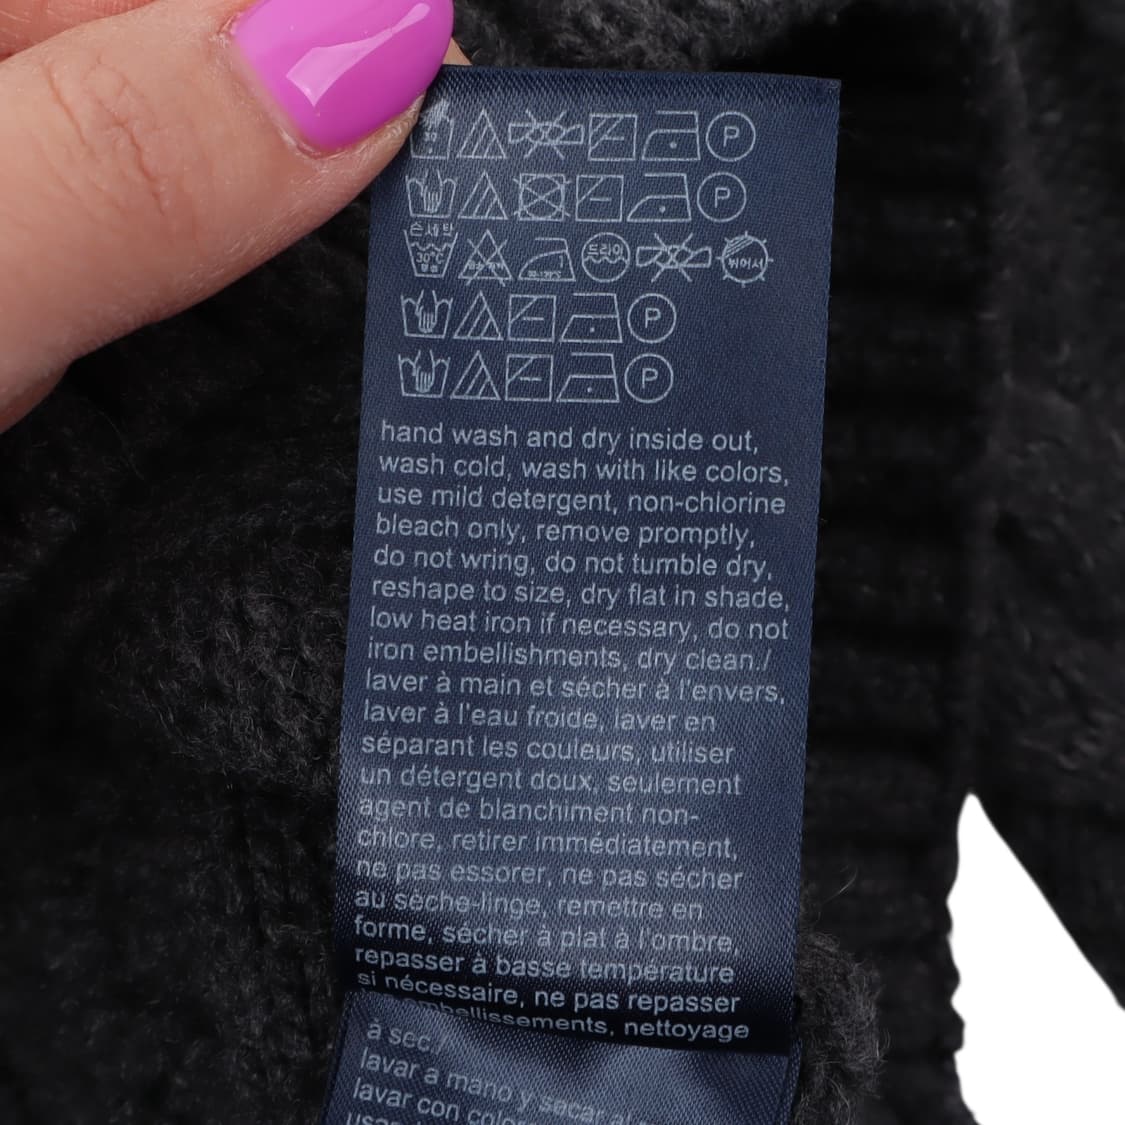 P
P
손세탁
30°C
중성
드라이
뉘어서
P
P
hand wash and dry inside out,
wash cold, wash with like colors,
use mild detergent, non-chlorine
bleach only, remove promptly,
do not wring, do not tumble dry,
reshape to size, dry flat in shade,
low heat iron if necessary, do not
iron embellishments, dry clean./
laver à main et sécher à l'envers,
laver à l'eau froide, laver en
séparant les couleurs, utiliser
un détergent doux, seulement
agent de blanchiment non-
chlore, retirer immédiatement,
ne pas essorer, ne pas sécher
au sèche-linge, remettre en
forme, sécher à plat à l'ombre,
repasser à basse température
si nécessaire, ne pas repasser
embellissements, nettoyage
à sec./
lavar a mano y secar al
lavar con